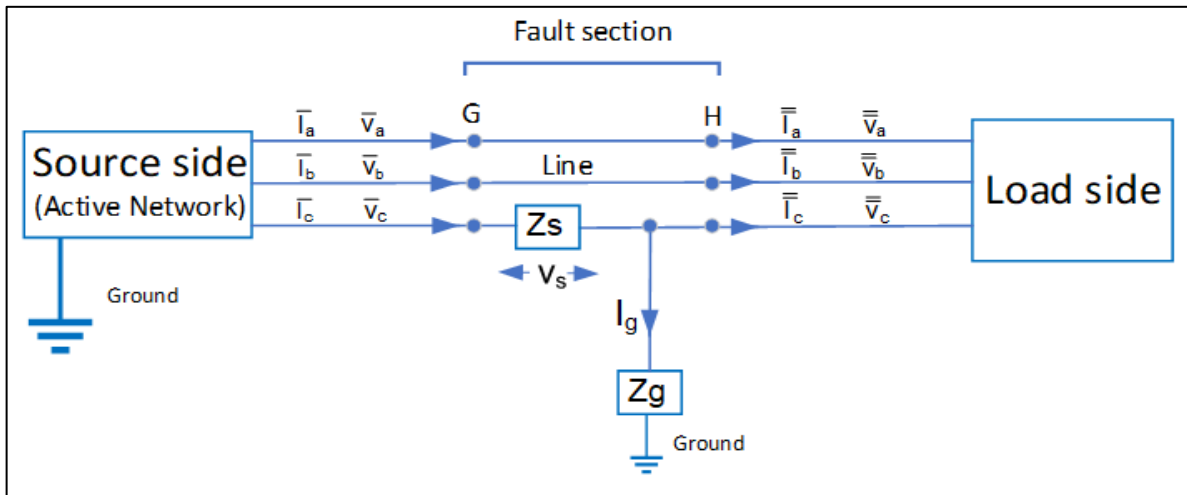 Fault section
I̅a v̅a G H I̿a v̿a
Source side
(Active Network)
I̅b v̅b Line I̿b v̿b
Load side
I̅c v̅c Zs I̿c v̿c
Vs
Ground
Ig
Zg
Ground